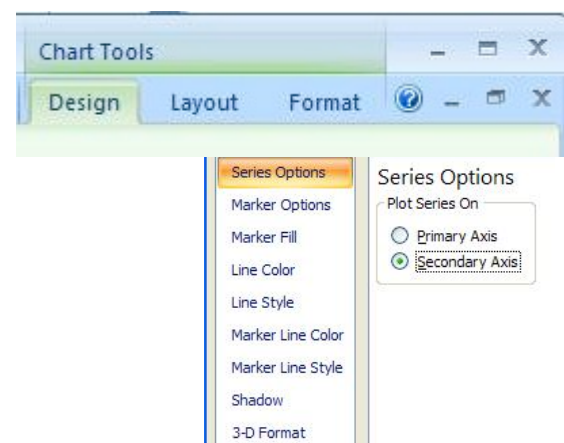 Chart Tools
Design Layout Format
Series Options
Marker Options
Marker Fill
Line Color
Line Style
Marker Line Color
Marker Line Style
Shadow
3-D Format
Series Options
Plot Series On
Primary Axis
Secondary Axis